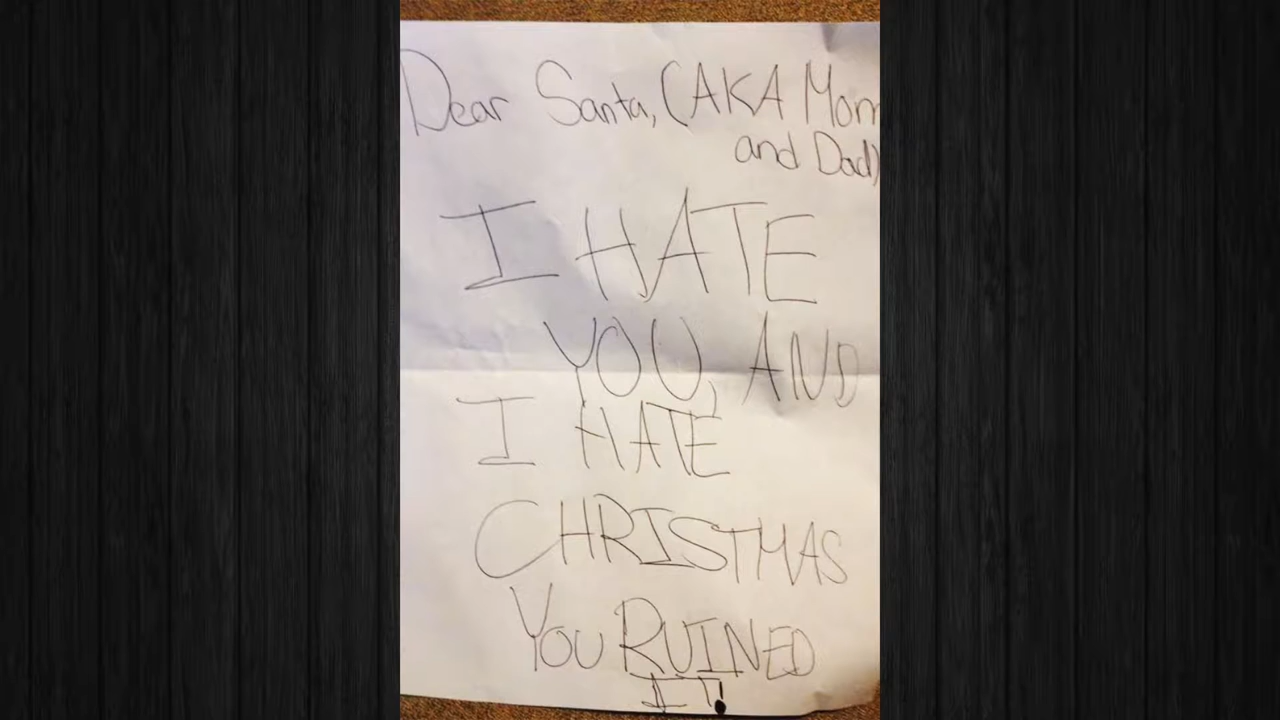 Dear Santa, (AKA Mom
and Dad)
I HATE
YOU, AND
I HATE
CHRISTMAS
YOU RUINED
IT!